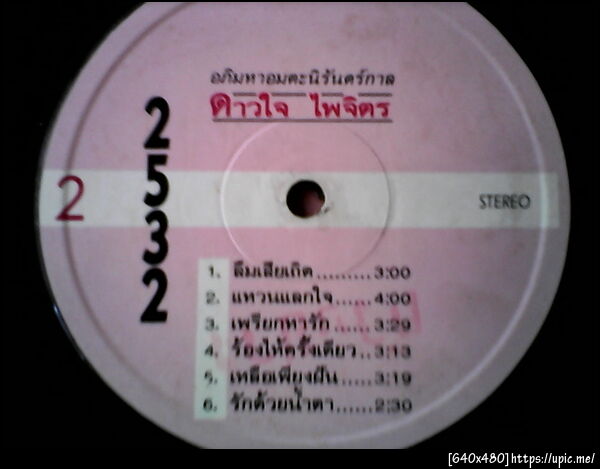 อภิมหาอมตะนิรันดร์กาล
ดาวใจ ไพจิตร
2532
2
STEREO
1. ลืมเสียเถิด.........3:00
2. แหวนแลกใจ......4:00
3. เพรียกหารัก......3:29
4. ร้องไห้ครั้งเดียว..3:13
5. เหลือเพียงฝัน.....3:19
6. รักด้วยน้ำตา......2:30
[640x480]https://upic.me/